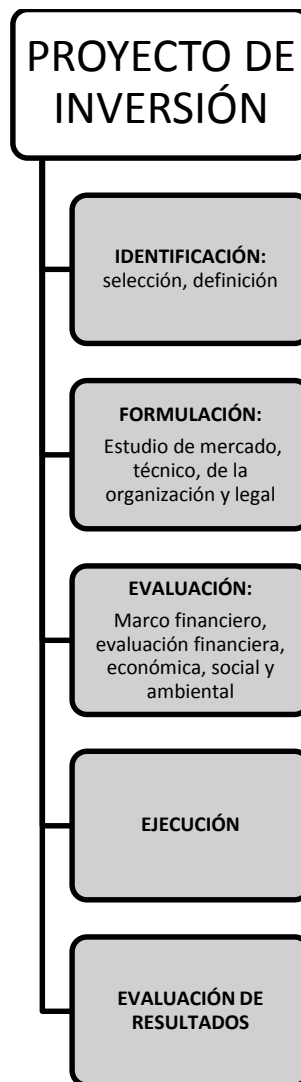 PROYECTO DE
INVERSIÓN
IDENTIFICACIÓN:
selección, definición
FORMULACIÓN:
Estudio de mercado,
técnico, de la
organización y legal
EVALUACIÓN:
Marco financiero,
evaluación financiera,
económica, social y
ambiental
EJECUCIÓN
EVALUACIÓN DE
RESULTADOS